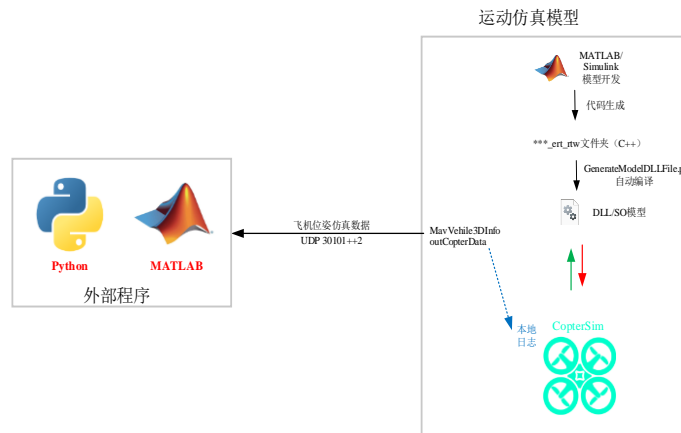 运动仿真模型
MATLAB/
Simulink
模型开发
代码生成
***_ert_rtw文件夹（C++）
GenerateModelDLLFile.p
自动编译
DLL/SO模型
飞机位姿仿真数据
UDP 30101++2
MavVehile3DInfo
outCopterData
Python
MATLAB
外部程序
本地
日志
CopterSim